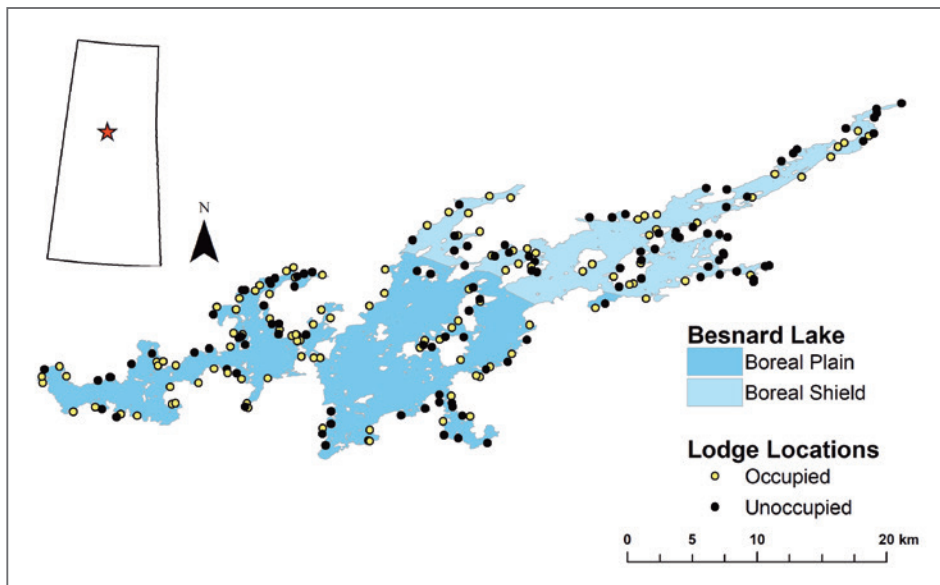 N
Besnard Lake
Boreal Plain
Boreal Shield
Lodge Locations
Occupied
Unoccupied
0 5 10 20 km